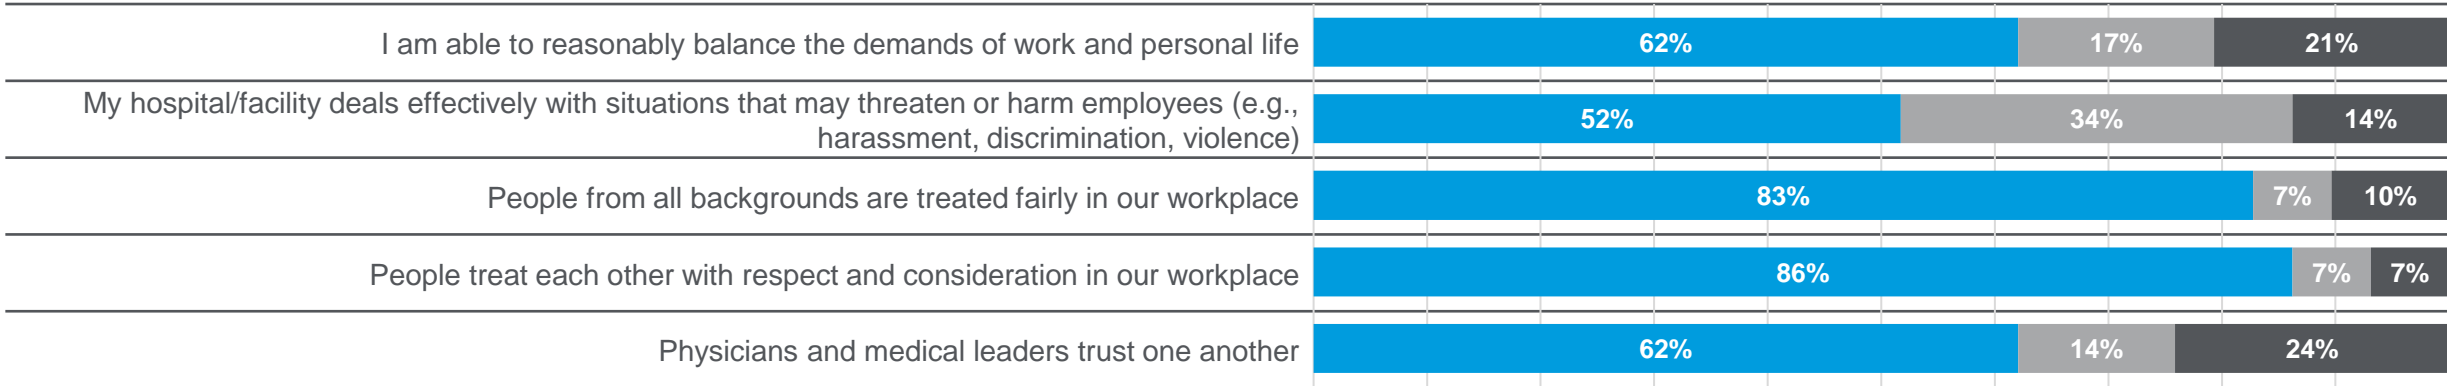 I am able to reasonably balance the demands of work and personal life
62% 17% 21%
My hospital/facility deals effectively with situations that may threaten or harm employees (e.g.,
harassment, discrimination, violence)
52% 34% 14%
People from all backgrounds are treated fairly in our workplace
83% 7% 10%
People treat each other with respect and consideration in our workplace
86% 7% 7%
Physicians and medical leaders trust one another
62% 14% 24%